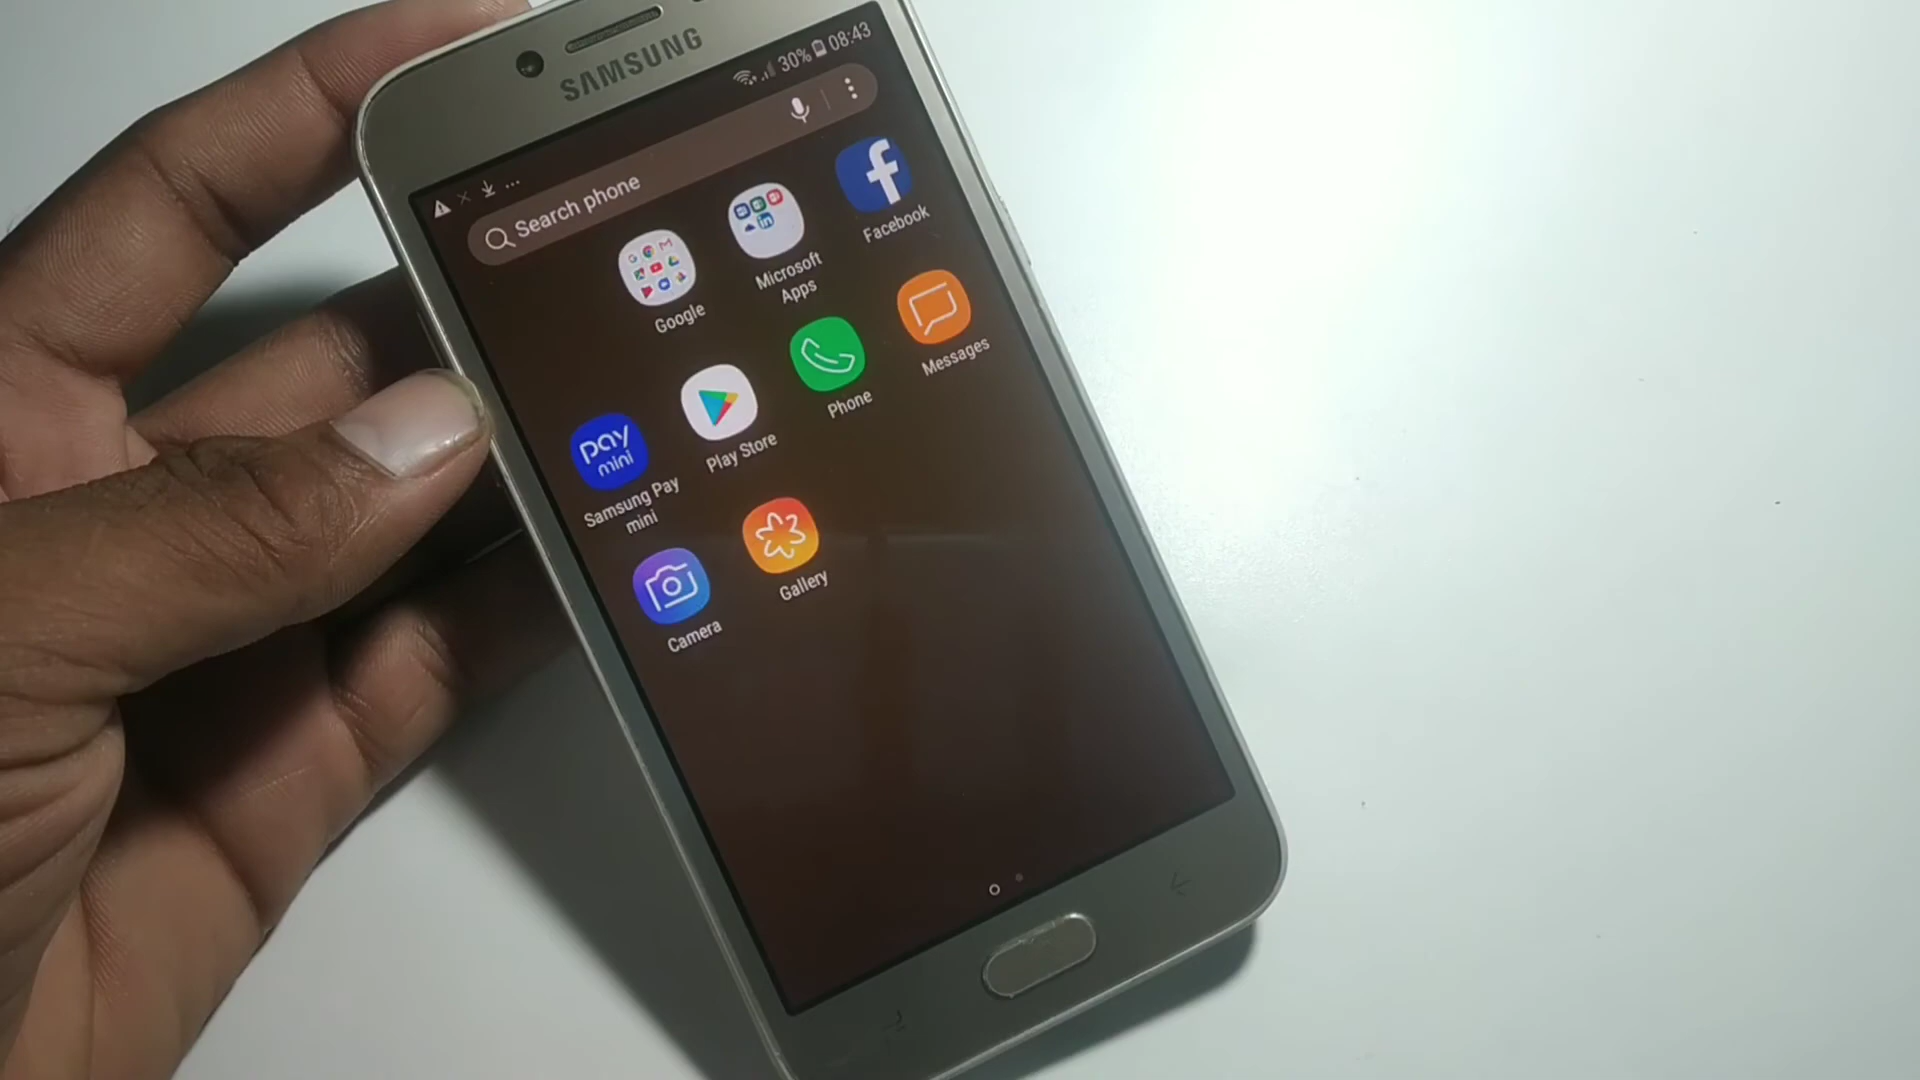 SAMSUNG
30% 08:43
Search phone
Google
Microsoft
Apps
Facebook
pay
mini
Samsung Pay
mini
Play Store
Phone
Messages
Camera
Gallery